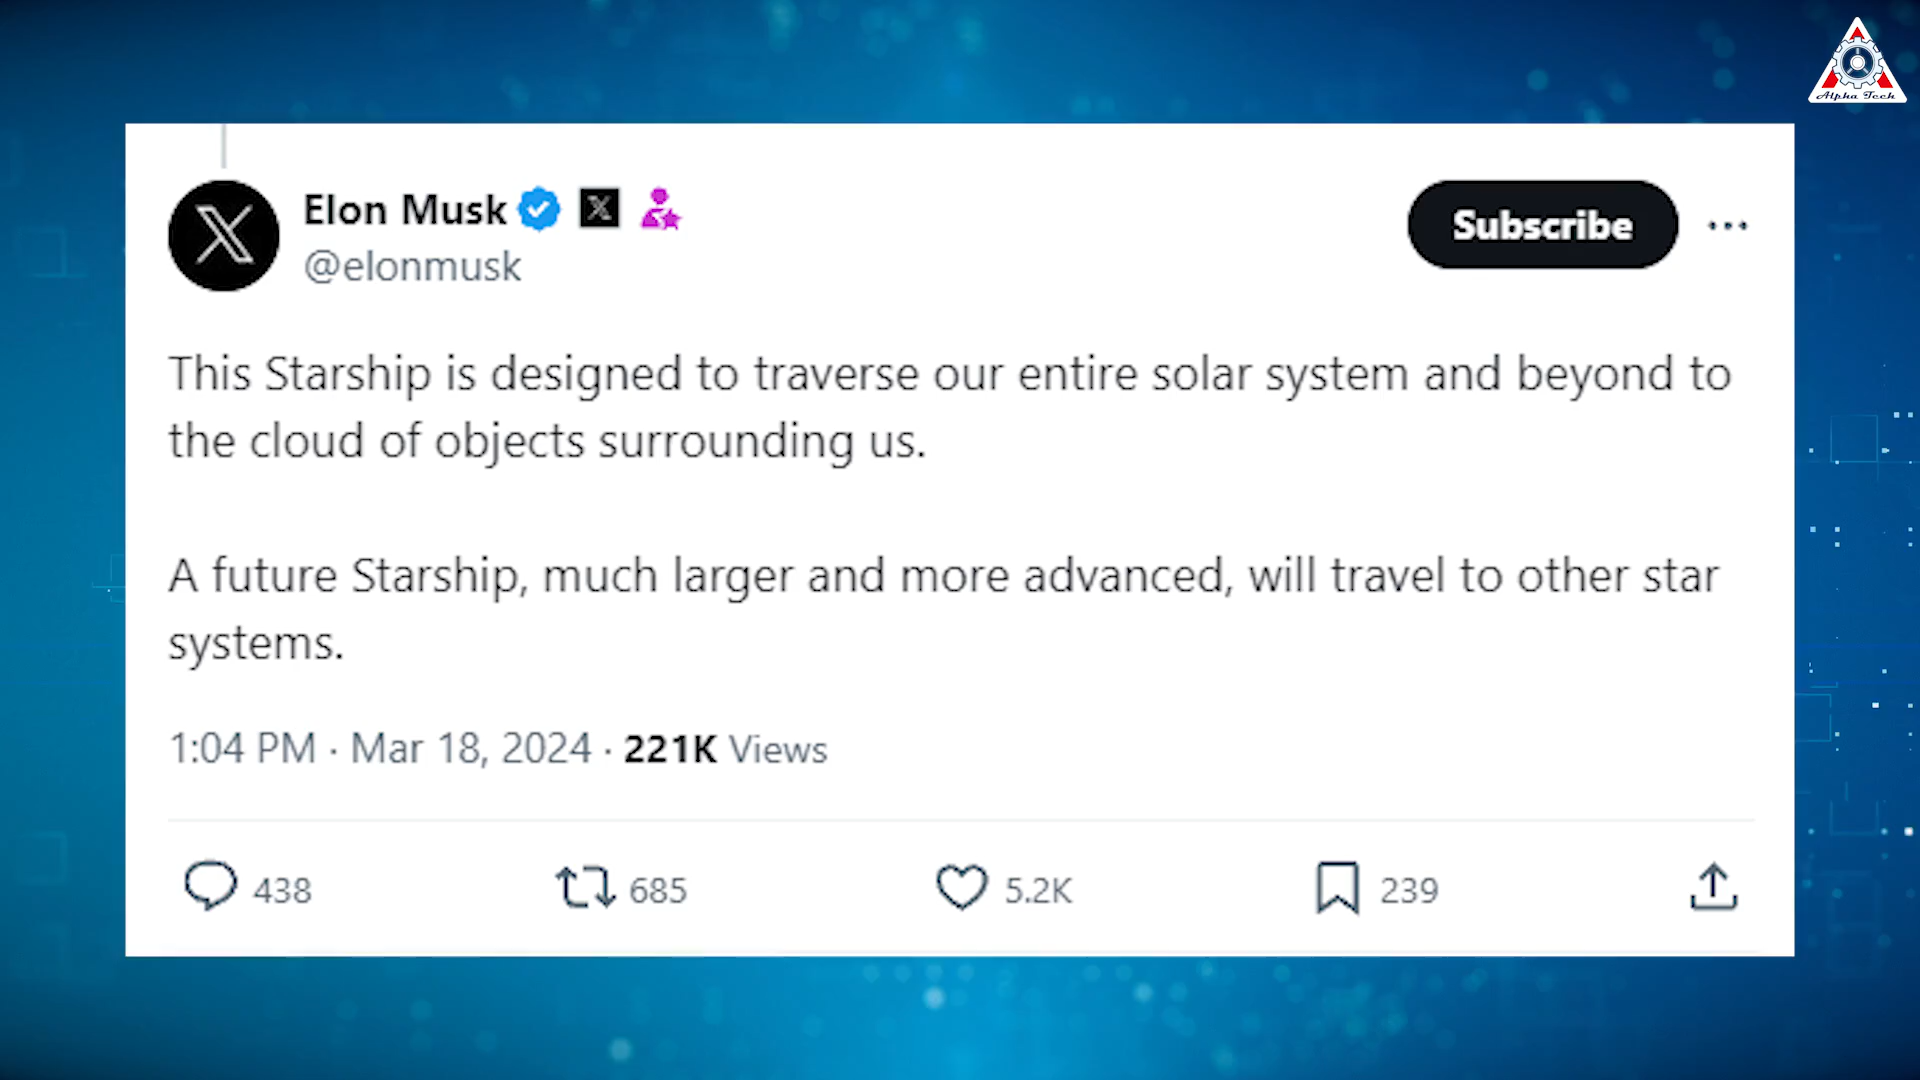 Alpha Tech
Elon Musk
@elonmusk
Subscribe
This Starship is designed to traverse our entire solar system and beyond to
the cloud of objects surrounding us.
A future Starship, much larger and more advanced, will travel to other star
systems.
1:04 PM · Mar 18, 2024 · 221K Views
438 685 5.2K 239